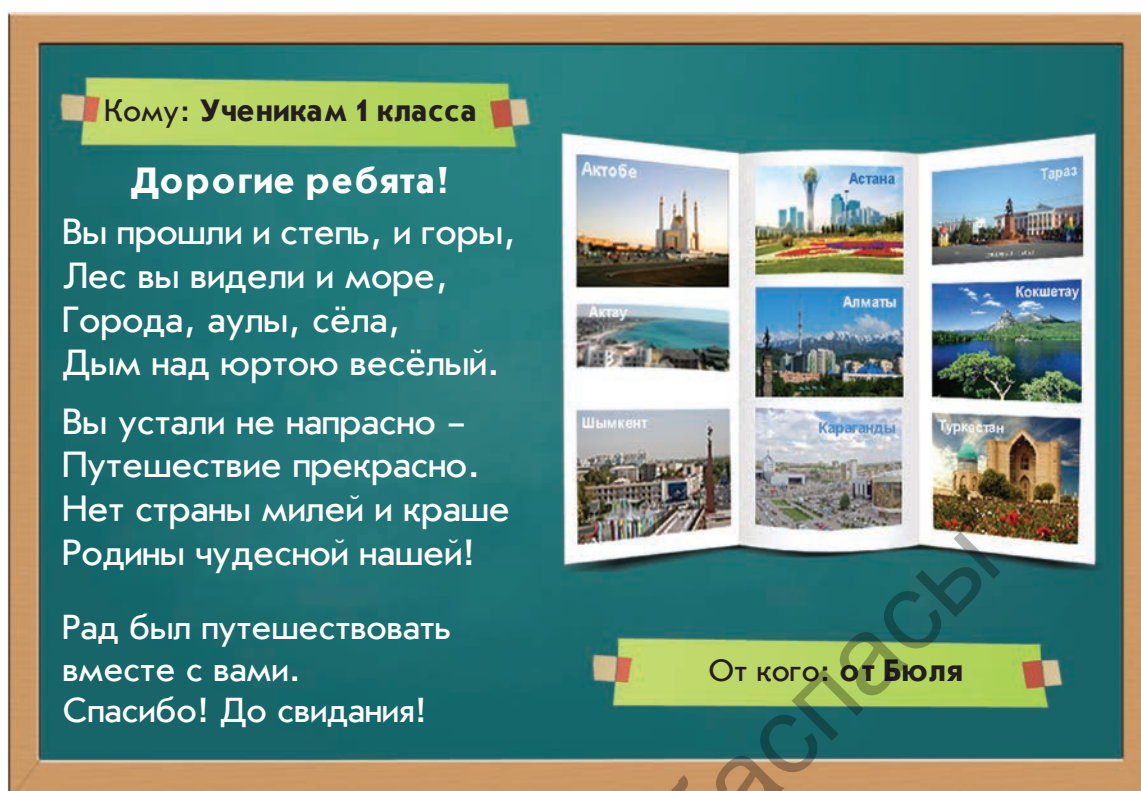 Кому: Ученикам 1 класса
Дорогие ребята!
Вы прошли и степь, и горы,
Лес вы видели и море,
Города, аулы, сёла,
Дым над юртою весёлый.
Вы устали не напрасно –
Путешествие прекрасно.
Нет страны милей и краше
Родины чудесной нашей!
Рад был путешествовать
вместе с вами.
Спасибо! До свидания!
Актобе
Астана
Тараз
Актау
Алматы
Кокшетау
Шымкент
Караганды
Туркестан
От кого: от Бюля
баспасы